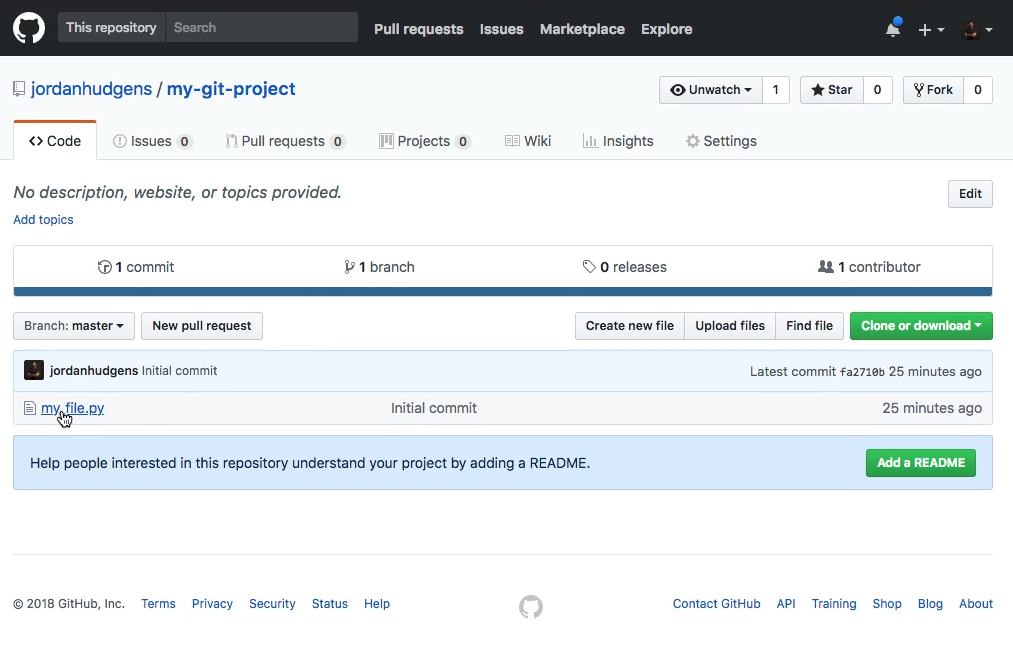 This repository Search Pull requests Issues Marketplace Explore
jordanhudgens / my-git-project Unwatch 1 Star 0 Fork 0
Code Issues 0 Pull requests 0 Projects 0 Wiki Insights Settings
No description, website, or topics provided. Edit
Add topics
1 commit 1 branch 0 releases 1 contributor
Branch: master New pull request Create new file Upload files Find file Clone or download
jordanhudgens Initial commit Latest commit fa2710b 25 minutes ago
my_file.py Initial commit 25 minutes ago
Help people interested in this repository understand your project by adding a README. Add a README
© 2018 GitHub, Inc. Terms Privacy Security Status Help Contact GitHub API Training Shop Blog About